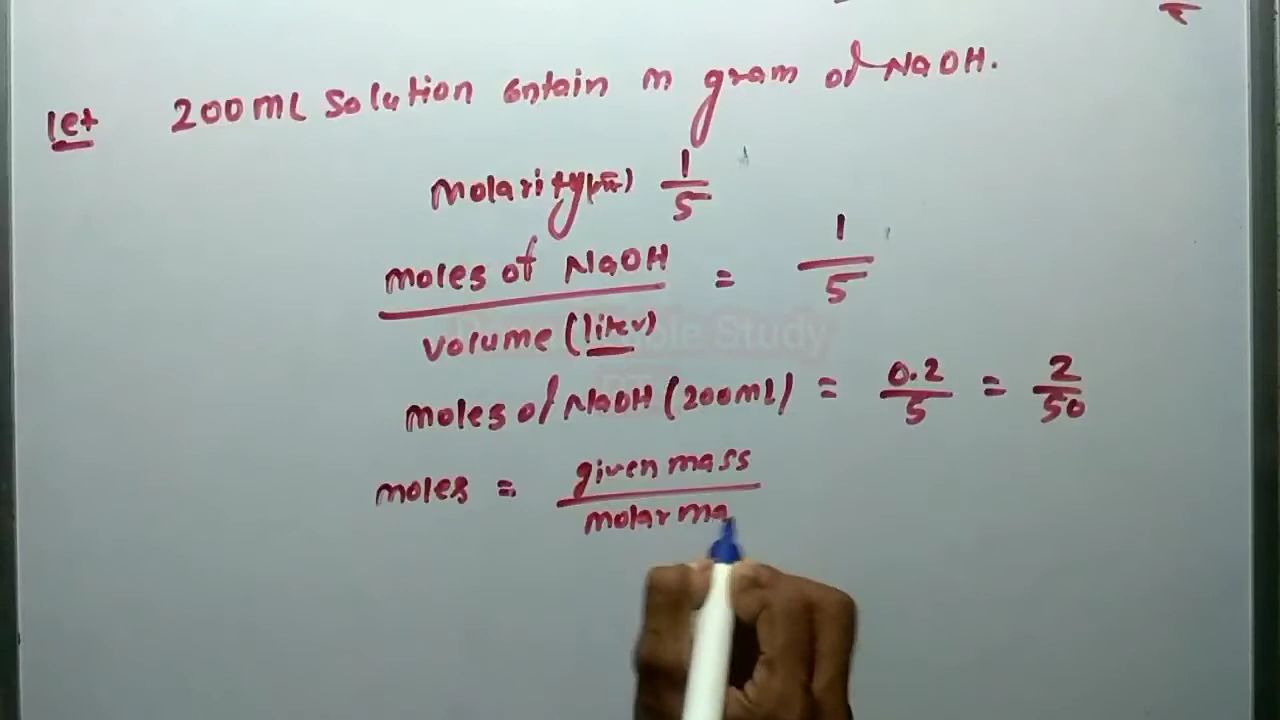 let 200mL solution contain m gram of NaOH.
molarity(m) 1/5
moles of NaOH / volume (liter) = 1/5
moles of NaOH (200ml) = 0.2/5 = 2/50
moles = given mass / molar ma